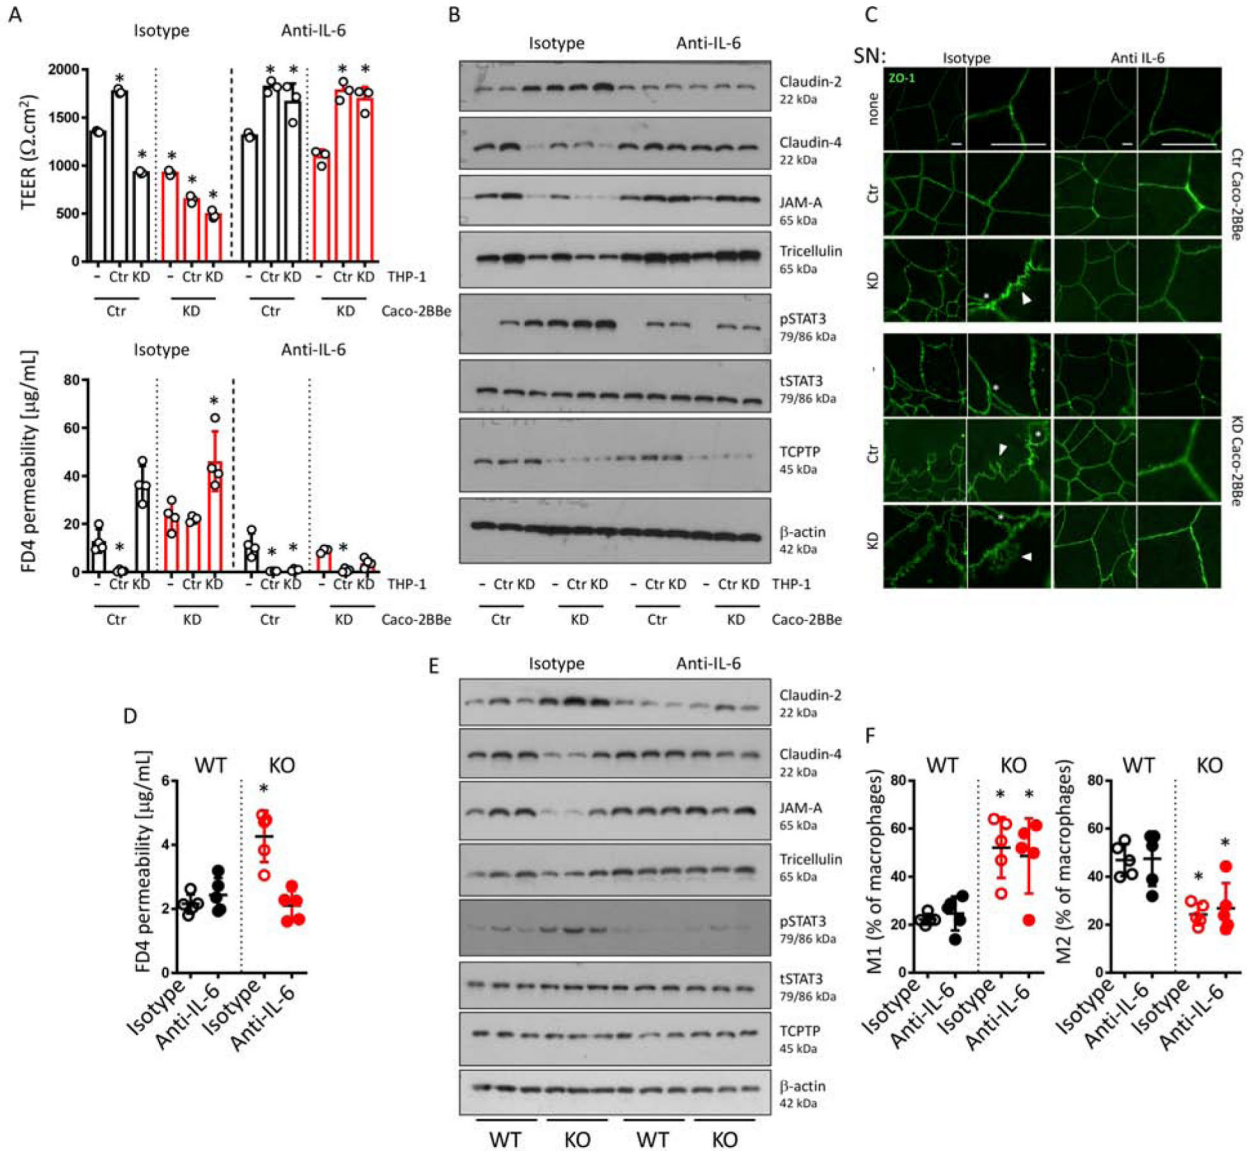 A
Isotype Anti-IL-6
TEER (Ω.cm²)
2000
1500
1000
500
0
- Ctr KD - Ctr KD - Ctr KD - Ctr KD THP-1
Ctr KD Ctr KD Caco-2BBe
Isotype Anti-IL-6
FD4 permeability [µg/mL]
80
60
40
20
0
* * * * * * * * * *
- Ctr KD - Ctr KD - Ctr KD - Ctr KD THP-1
Ctr KD Ctr KD Caco-2BBe
B
Isotype Anti-IL-6
Claudin-2
22 kDa
Claudin-4
22 kDa
JAM-A
65 kDa
Tricellulin
65 kDa
pSTAT3
79/86 kDa
tSTAT3
79/86 kDa
TCPTP
45 kDa
β-actin
42 kDa
- Ctr KD - Ctr KD - Ctr KD - Ctr KD THP-1
Ctr KD Ctr KD Caco-2BBe
C
SN: Isotype Anti IL-6
ZO-1
none
Ctr
KD
Ctr Caco-2BBe
-
Ctr
KD
KD Caco-2BBe
D
WT KO
FD4 permeability [µg/mL]
6
4
2
0
*
Isotype Anti-IL-6 Isotype Anti-IL-6
E
Isotype Anti-IL-6
Claudin-2
22 kDa
Claudin-4
22 kDa
JAM-A
65 kDa
Tricellulin
65 kDa
pSTAT3
79/86 kDa
tSTAT3
79/86 kDa
TCPTP
45 kDa
β-actin
42 kDa
WT KO WT KO
F
WT KO
M1 (% of macrophages)
80
60
40
20
0
* *
Isotype Anti-IL-6 Isotype Anti-IL-6
WT KO
M2 (% of macrophages)
80
60
40
20
0
* *
Isotype Anti-IL-6 Isotype Anti-IL-6